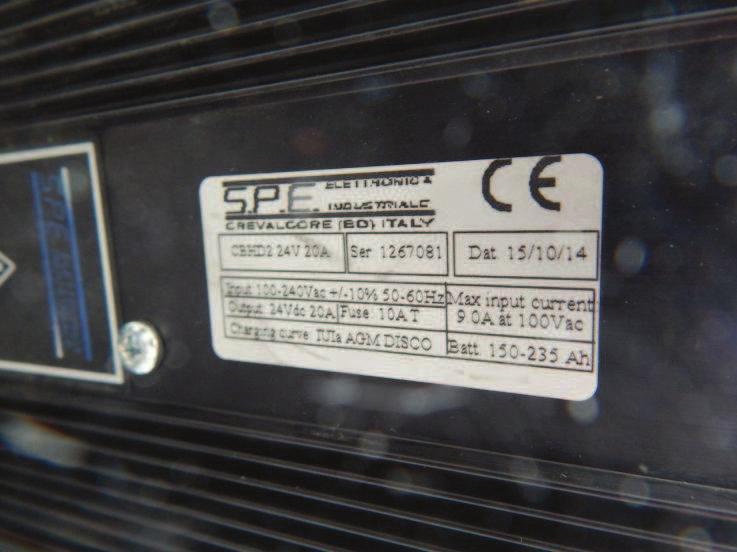 S.P.E. ELETTRONICA
INDUSTRIALE
CREVALCORE (BO) ITALY
CE
CBHD2 24V 20A Ser 1267081 Dat. 15/10/14
Input: 100-240Vac +/-10% 50-60Hz Max input current
9.0A at 100Vac
Output: 24Vdc 20A Fuse: 10A T
Charging curve: IUIa AGM DISCO Batt. 150-235 Ah
S.P.E.